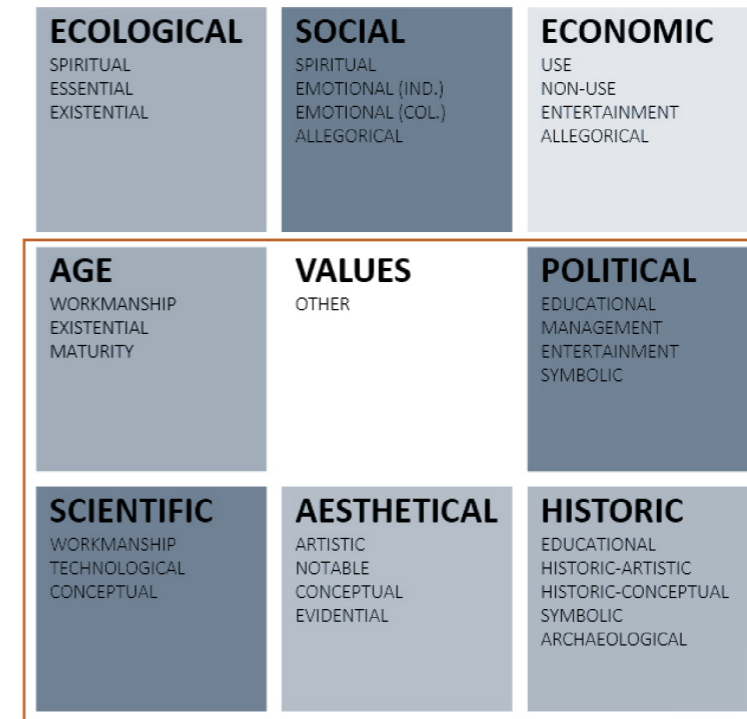 ECOLOGICAL
SPIRITUAL
ESSENTIAL
EXISTENTIAL
SOCIAL
SPIRITUAL
EMOTIONAL (IND.)
EMOTIONAL (COL.)
ALLEGORICAL
ECONOMIC
USE
NON-USE
ENTERTAINMENT
ALLEGORICAL
AGE
WORKMANSHIP
EXISTENTIAL
MATURITY
VALUES
OTHER
POLITICAL
EDUCATIONAL
MANAGEMENT
ENTERTAINMENT
SYMBOLIC
SCIENTIFIC
WORKMANSHIP
TECHNOLOGICAL
CONCEPTUAL
AESTHETICAL
ARTISTIC
NOTABLE
CONCEPTUAL
EVIDENTIAL
HISTORIC
EDUCATIONAL
HISTORIC-ARTISTIC
HISTORIC-CONCEPTUAL
SYMBOLIC
ARCHAEOLOGICAL